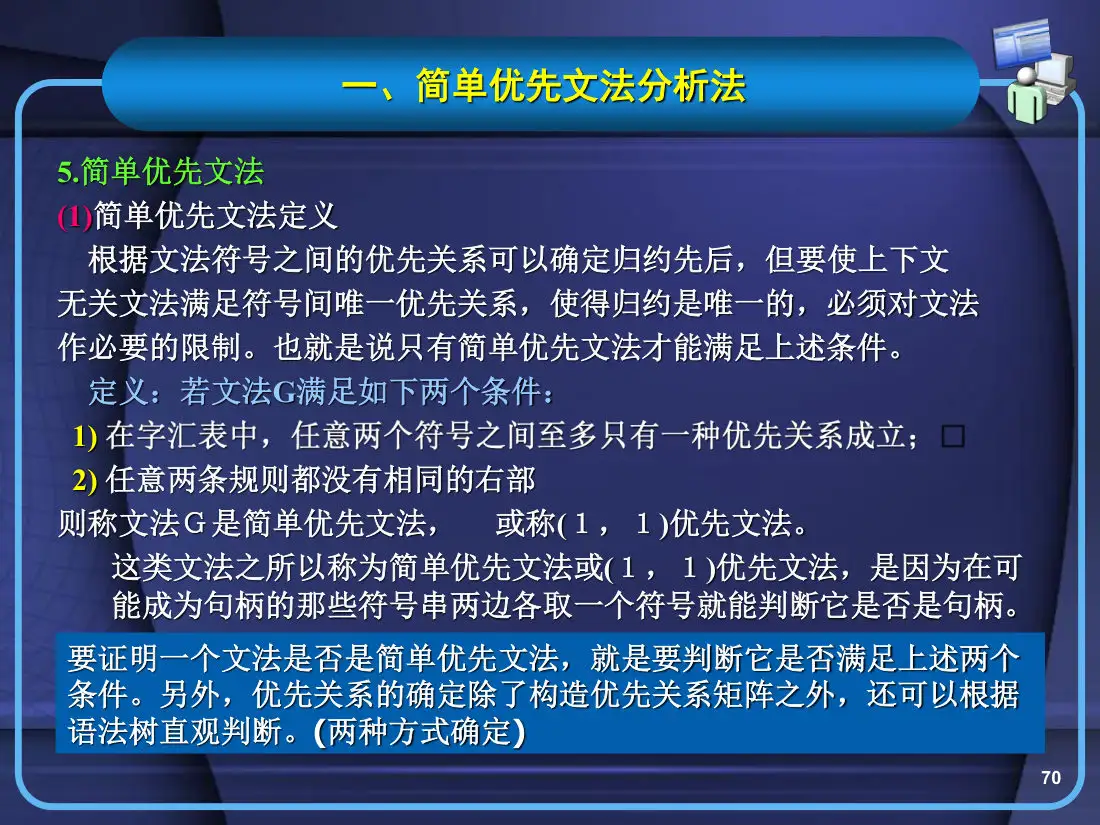 一、简单优先文法分析法
5.简单优先文法
(1)简单优先文法定义
根据文法符号之间的优先关系可以确定归约先后，但要使上下文
无关文法满足符号间唯一优先关系，使得归约是唯一的，必须对文法
作必要的限制。也就是说只有简单优先文法才能满足上述条件。
定义：若文法G满足如下两个条件：
1) 在字汇表中，任意两个符号之间至多只有一种优先关系成立；□
2) 任意两条规则都没有相同的右部
则称文法Ｇ是简单优先文法， 或称(１，１)优先文法。
这类文法之所以称为简单优先文法或(１，１)优先文法，是因为在可
能成为句柄的那些符号串两边各取一个符号就能判断它是否是句柄。
要证明一个文法是否是简单优先文法，就是要判断它是否满足上述两个
条件。另外，优先关系的确定除了构造优先关系矩阵之外，还可以根据
语法树直观判断。(两种方式确定)
70